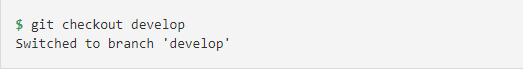 $ git checkout develop
Switched to branch 'develop'